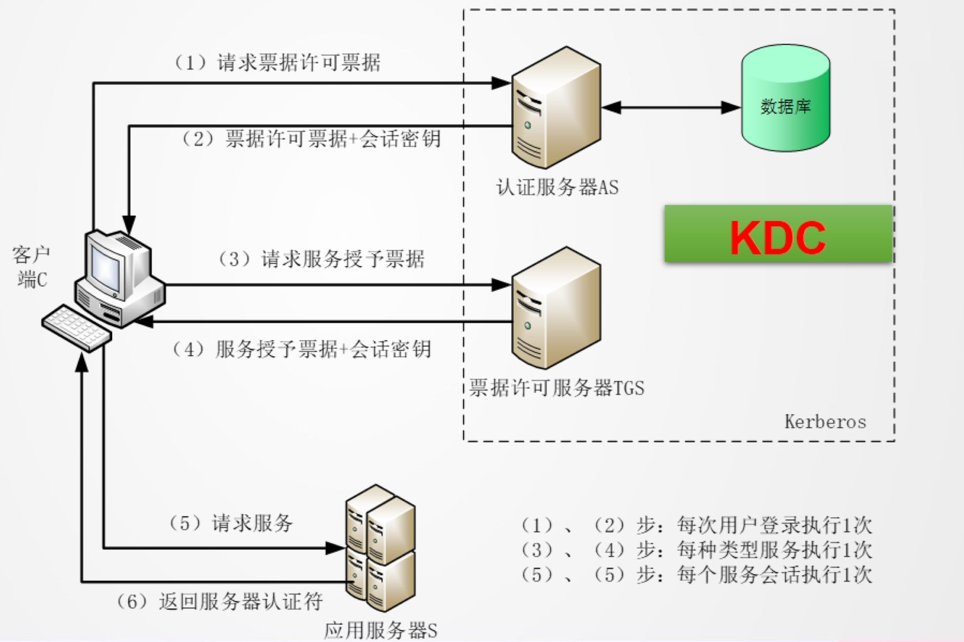 （1）请求票据许可票据
（2）票据许可票据+会话密钥
数据库
认证服务器AS
KDC
客户
端C
（3）请求服务授予票据
（4）服务授予票据+会话密钥
票据许可服务器TGS
Kerberos
（5）请求服务
（6）返回服务器认证符
应用服务器S
（1）、（2）步：每次用户登录执行1次
（3）、（4）步：每种类型服务执行1次
（5）、（5）步：每个服务会话执行1次